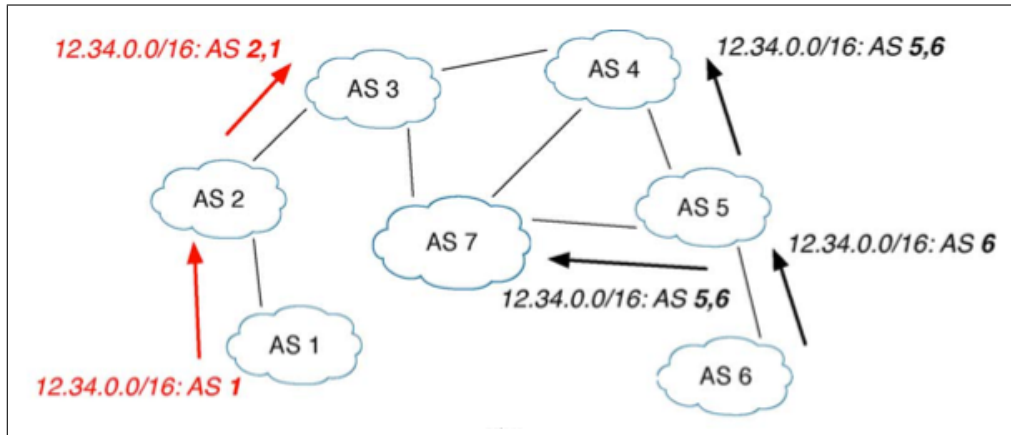 12.34.0.0/16: AS 2,1
12.34.0.0/16: AS 5,6
AS 3
AS 4
AS 2
AS 5
AS 7
12.34.0.0/16: AS 6
12.34.0.0/16: AS 5,6
AS 1
AS 6
12.34.0.0/16: AS 1